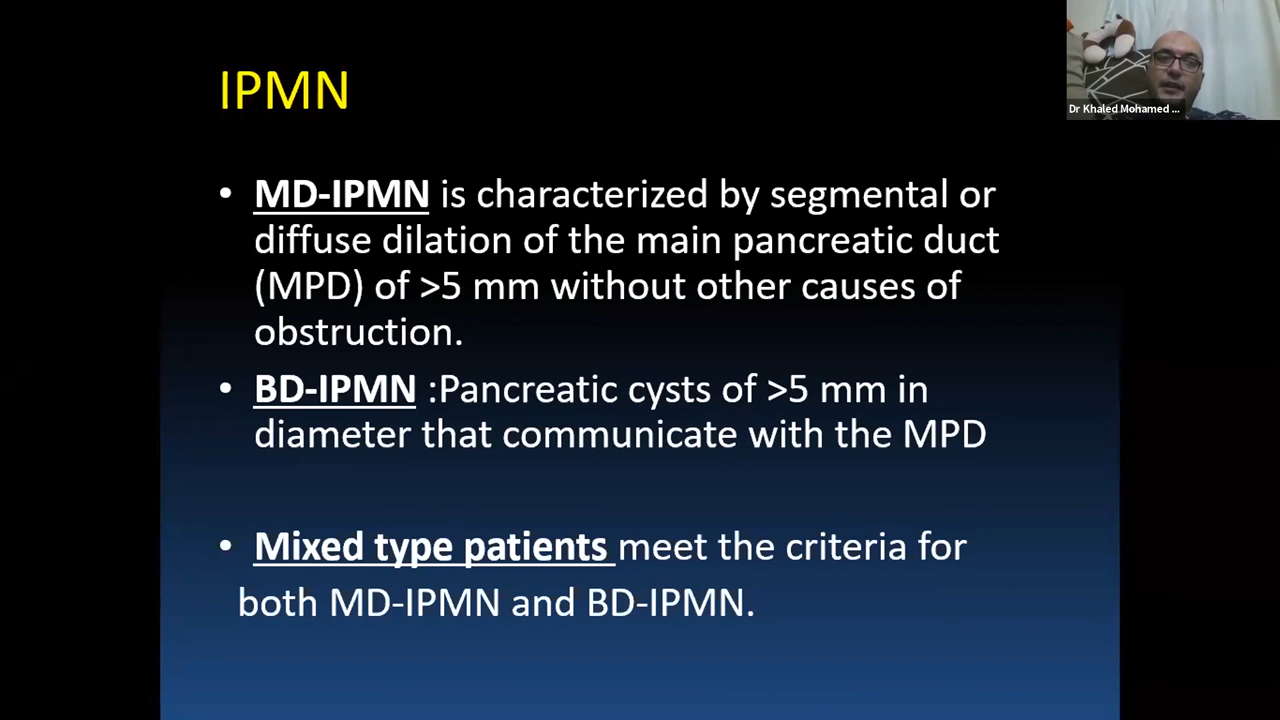 IPMN
Dr Khaled Mohamed ...
• MD-IPMN is characterized by segmental or
diffuse dilation of the main pancreatic duct
(MPD) of >5 mm without other causes of
obstruction.
• BD-IPMN :Pancreatic cysts of >5 mm in
diameter that communicate with the MPD
• Mixed type patients meet the criteria for
both MD-IPMN and BD-IPMN.